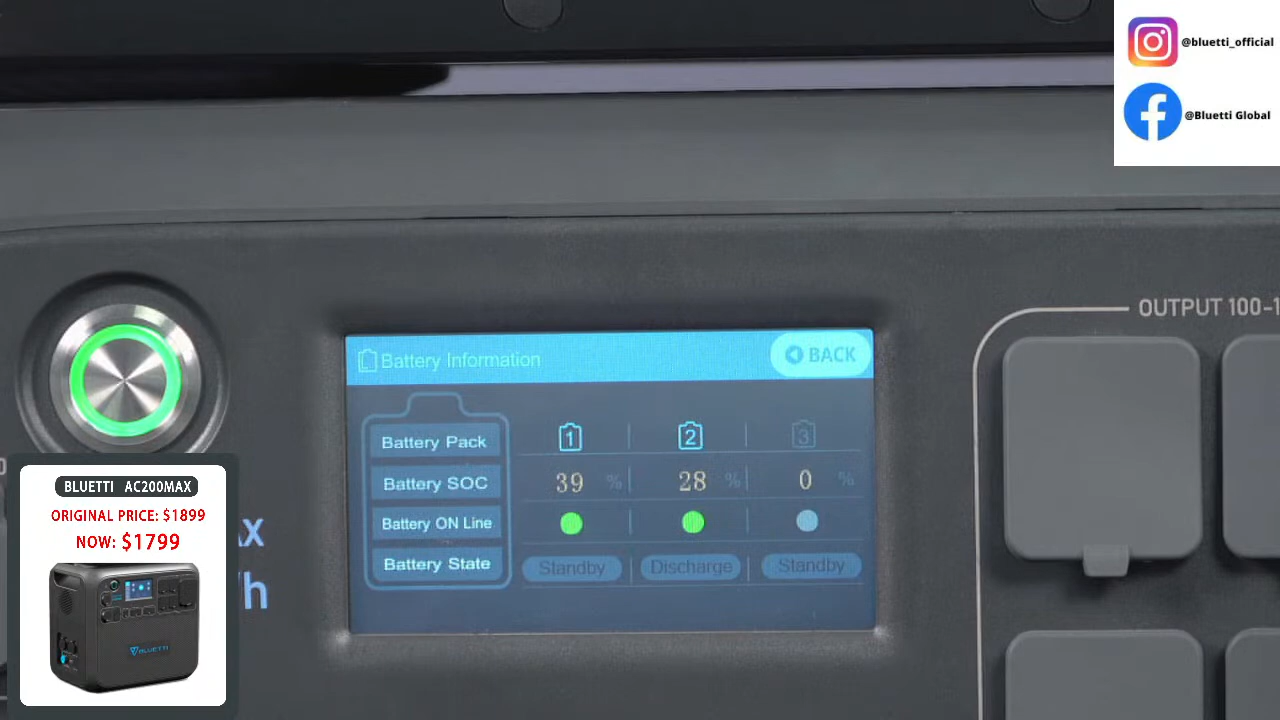 @bluetti_official
@Bluetti Global
OUTPUT 100-1
Battery Information
BACK
Battery Pack 1 2 3
Battery SOC 39 % 28 % 0 %
Battery ON Line
Battery State Standby Discharge Standby
BLUETTI AC200MAX
ORIGINAL PRICE: $1899
NOW: $1799
BLUETTI